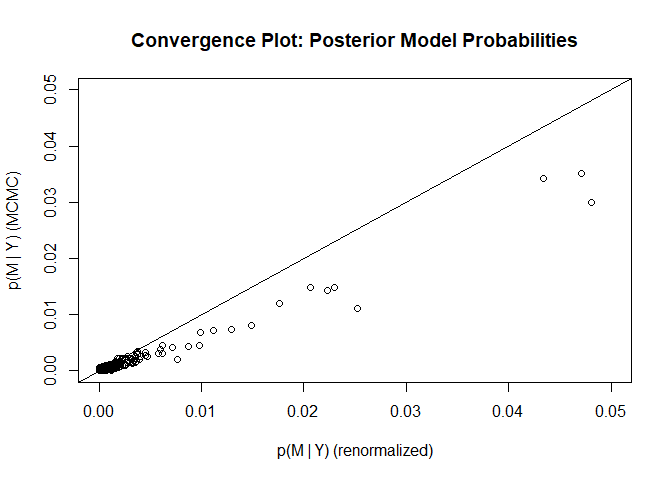 Convergence Plot: Posterior Model Probabilities
p(M | Y) (MCMC)
0.05
0.04
0.03
0.02
0.01
0.00
0.00 0.01 0.02 0.03 0.04 0.05
p(M | Y) (renormalized)